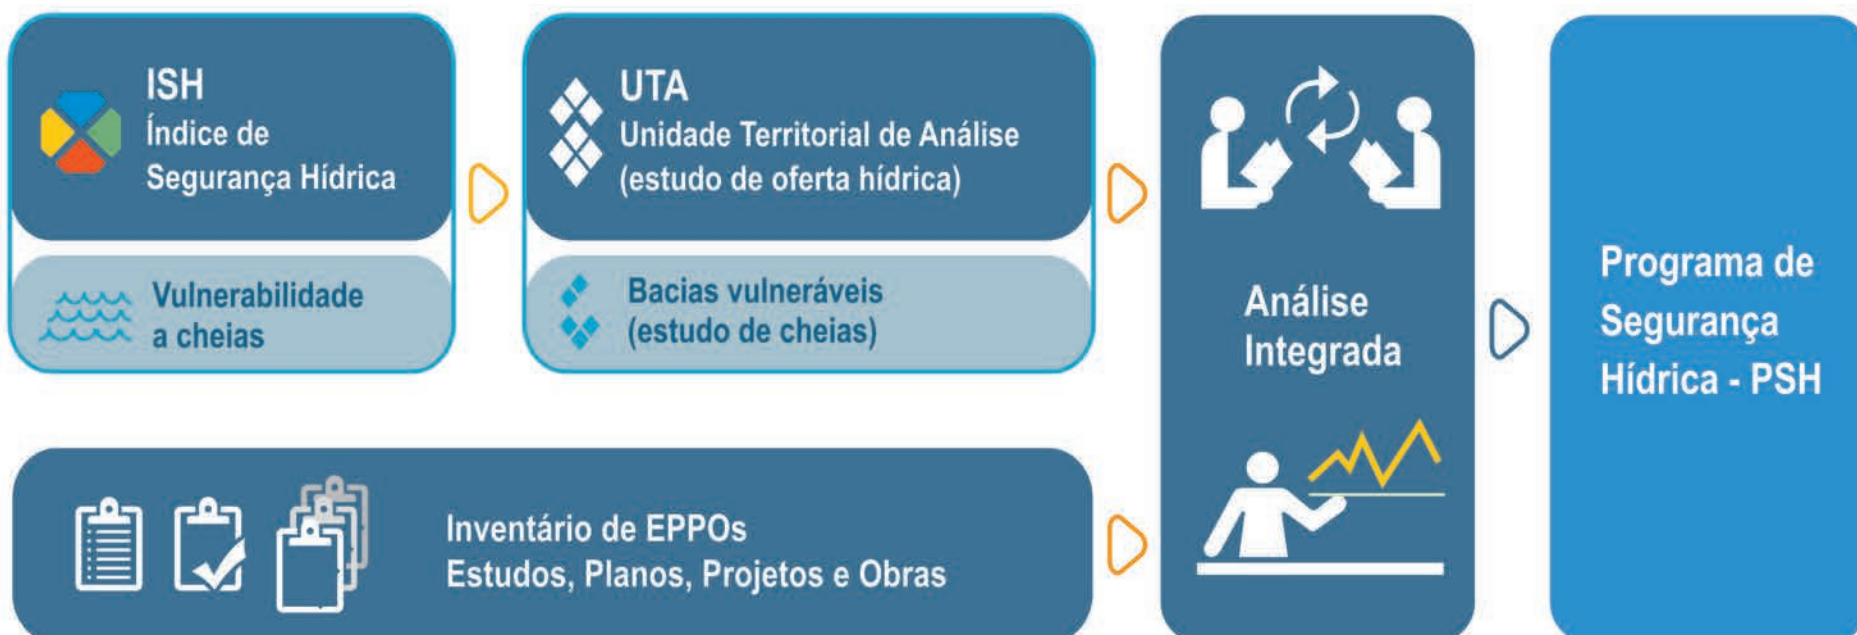 ISH
Índice de
Segurança Hídrica
Vulnerabilidade
a cheias
UTA
Unidade Territorial de Análise
(estudo de oferta hídrica)
Bacias vulneráveis
(estudo de cheias)
Inventário de EPPOs
Estudos, Planos, Projetos e Obras
Análise
Integrada
Programa de
Segurança
Hídrica - PSH